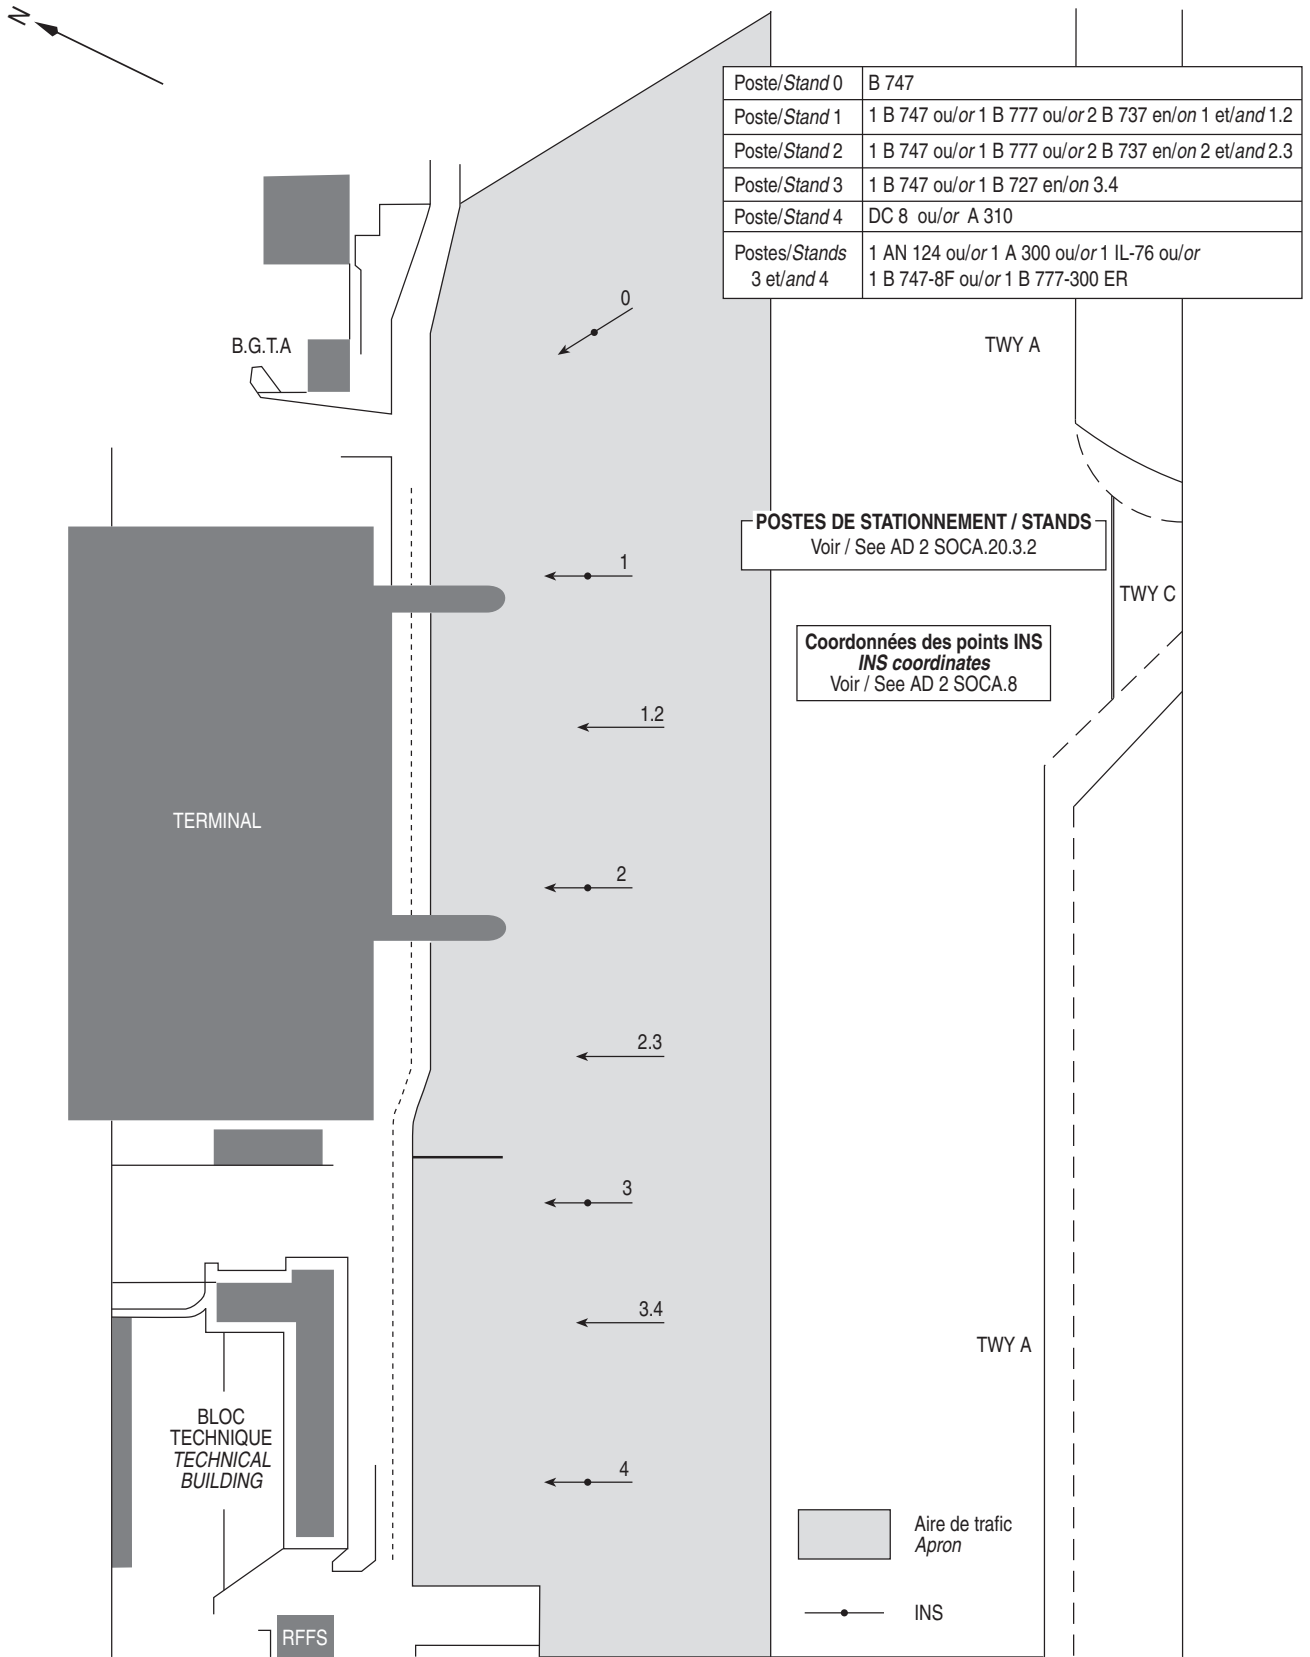 N
Poste/Stand 0 B 747
Poste/Stand 1 1 B 747 ou/or 1 B 777 ou/or 2 B 737 en/on 1 et/and 1.2
Poste/Stand 2 1 B 747 ou/or 1 B 777 ou/or 2 B 737 en/on 2 et/and 2.3
Poste/Stand 3 1 B 747 ou/or 1 B 727 en/on 3.4
Poste/Stand 4 DC 8 ou/or A 310
Postes/Stands 1 AN 124 ou/or 1 A 300 ou/or 1 IL-76 ou/or
3 et/and 4 1 B 747-8F ou/or 1 B 777-300 ER
0
B.G.T.A
TWY A
POSTES DE STATIONNEMENT / STANDS
Voir / See AD 2 SOCA.20.3.2
1
TWY C
Coordonnées des points INS
INS coordinates
Voir / See AD 2 SOCA.8
1.2
TERMINAL
2
2.3
3
3.4
TWY A
BLOC
TECHNIQUE
TECHNICAL
BUILDING
4
Aire de trafic
Apron
INS
RFFS